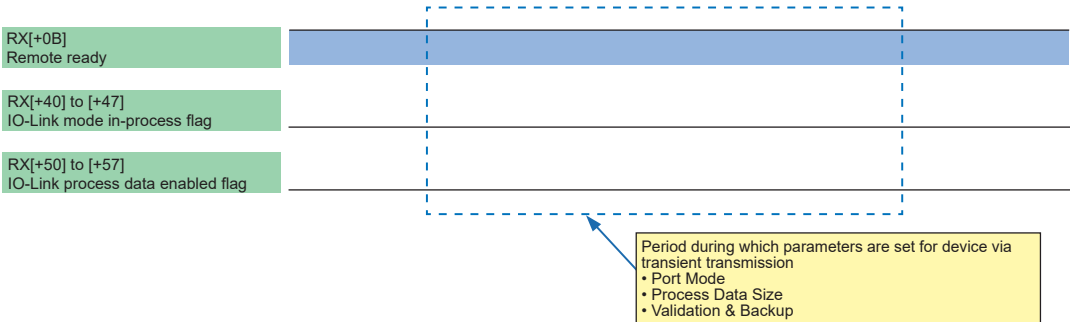 RX[+0B]
Remote ready
RX[+40] to [+47]
IO-Link mode in-process flag
RX[+50] to [+57]
IO-Link process data enabled flag
Period during which parameters are set for device via
transient transmission
• Port Mode
• Process Data Size
• Validation & Backup